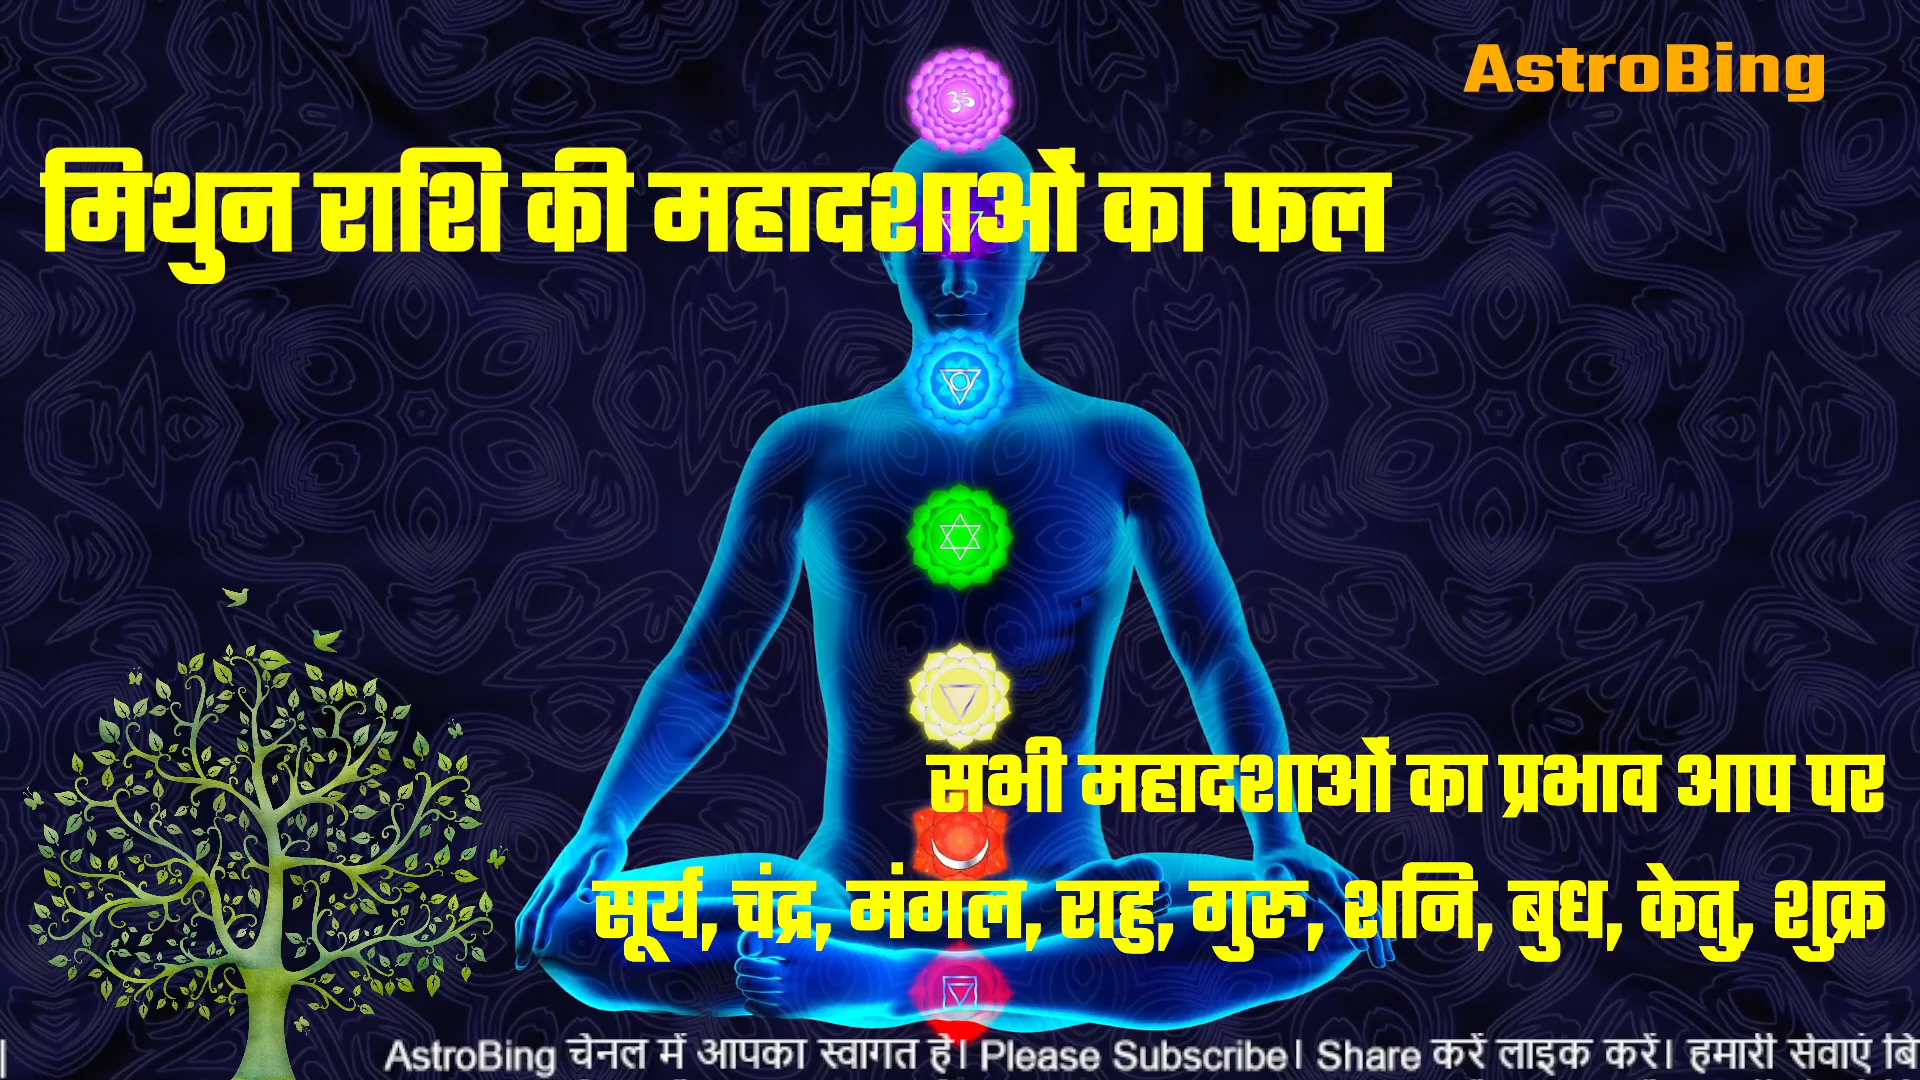 AstroBing
मिथुन राशि की महादशाओं का फल
सभी महादशाओं का प्रभाव आप पर
सूर्य, चंद्र, मंगल, राहु, गुरु, शनि, बुध, केतु, शुक्र
। AstroBing चेनल में आपका स्वागत हे। Please Subscribe। Share करें लाइक करें। हमारी सेवाएं